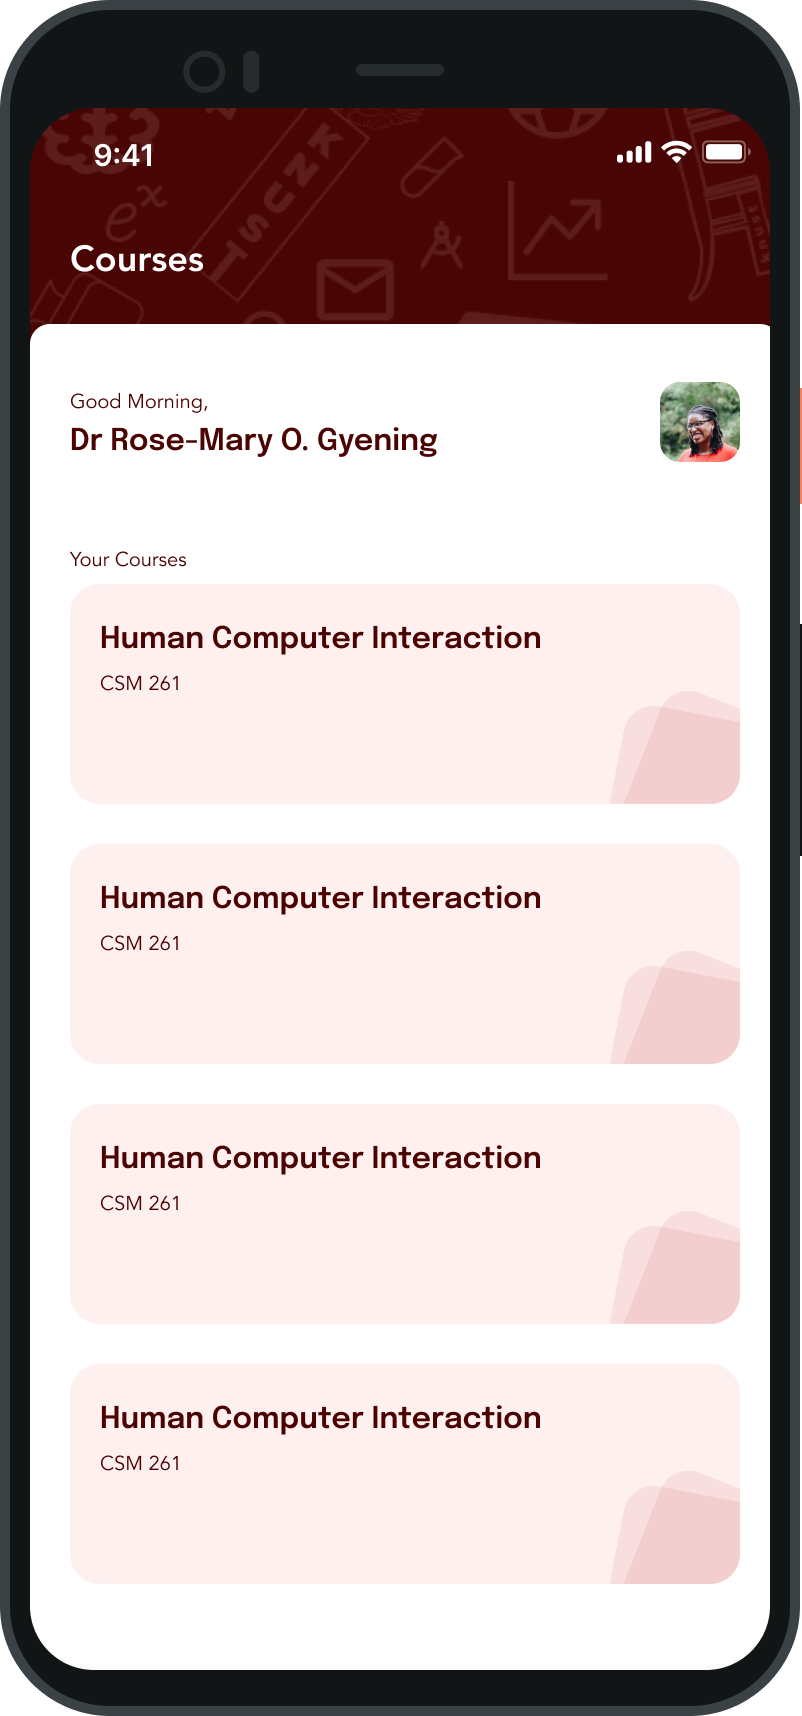 9:41
Courses
Good Morning,
Dr Rose-Mary O. Gyening
Your Courses
Human Computer Interaction
CSM 261
Human Computer Interaction
CSM 261
Human Computer Interaction
CSM 261
Human Computer Interaction
CSM 261